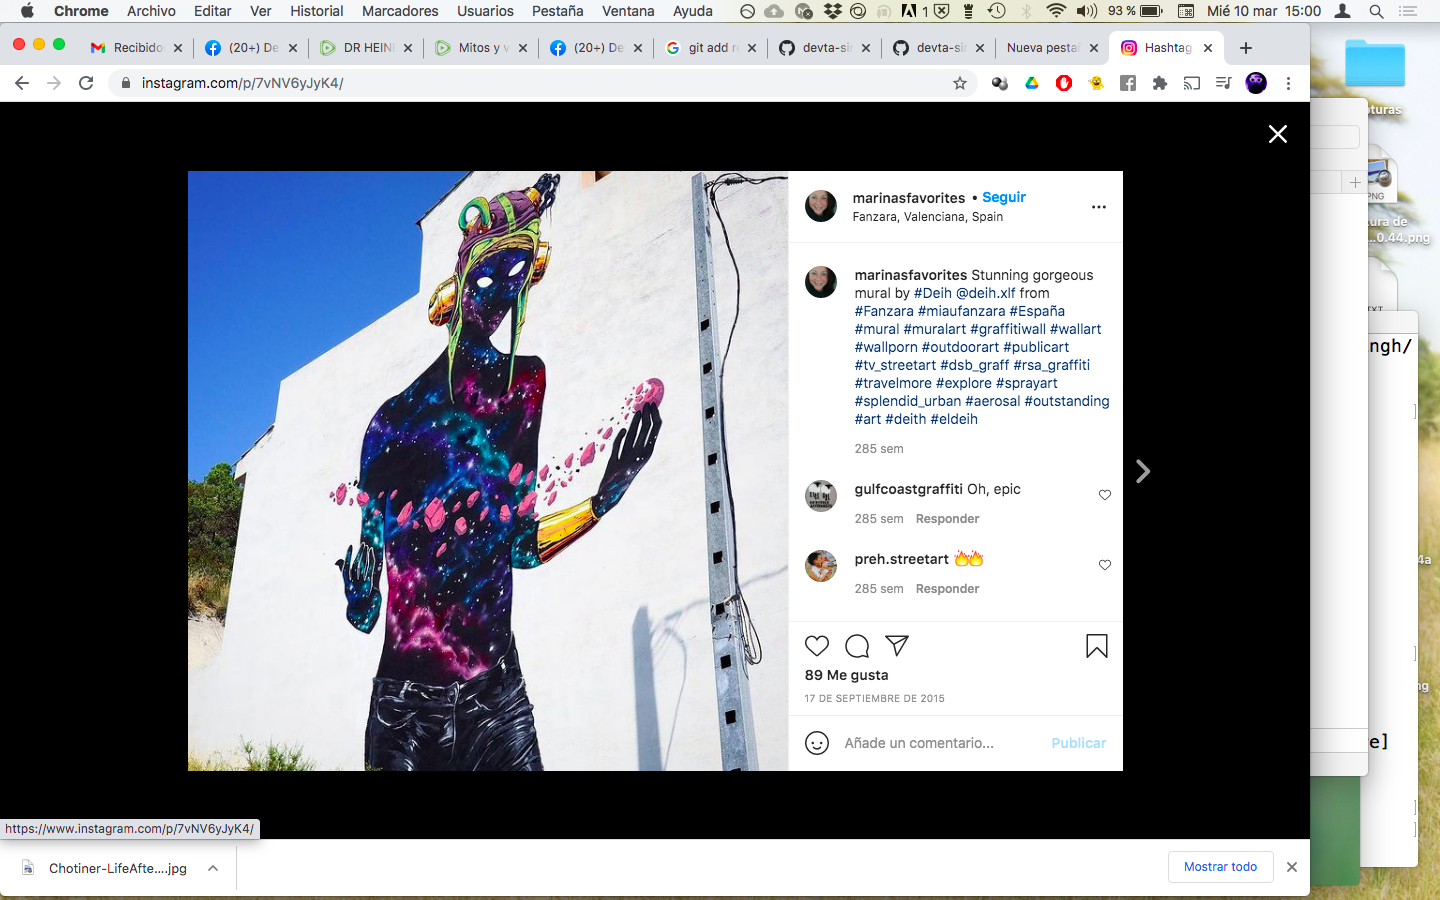 Chrome Archivo Editar Ver Historial Marcadores Usuarios Pestaña Ventana Ayuda 1 93 % Mié 10 mar 15:00
Recibidos (20+) De DR HEIN Mitos y v (20+) De git add re devta-sin devta-sin Nueva pesta Hashtag
instagram.com/p/7vNV6yJyK4/
marinasfavorites • Seguir
Fanzara, Valenciana, Spain
marinasfavorites Stunning gorgeous
mural by #Deih @deih.xlf from
#Fanzara #miaufanzara #España
#mural #muralart #graffitiwall #wallart
#wallporn #outdoorart #publicart
#tv_streetart #dsb_graff #rsa_graffiti
#travelmore #explore #sprayart
#splendid_urban #aerosal #outstanding
#art #deith #eldeih
285 sem
gulfcoastgraffiti Oh, epic
285 sem Responder
preh.streetart 🔥🔥
285 sem Responder
89 Me gusta
17 DE SEPTIEMBRE DE 2015
Añade un comentario... Publicar
https://www.instagram.com/p/7vNV6yJyK4/
Chotiner-LifeAfte....jpg
Mostrar todo
turas
PNG
ura de
...0.44.png
TEXT
ngh/
]
4a
]
ng
e]
]
]